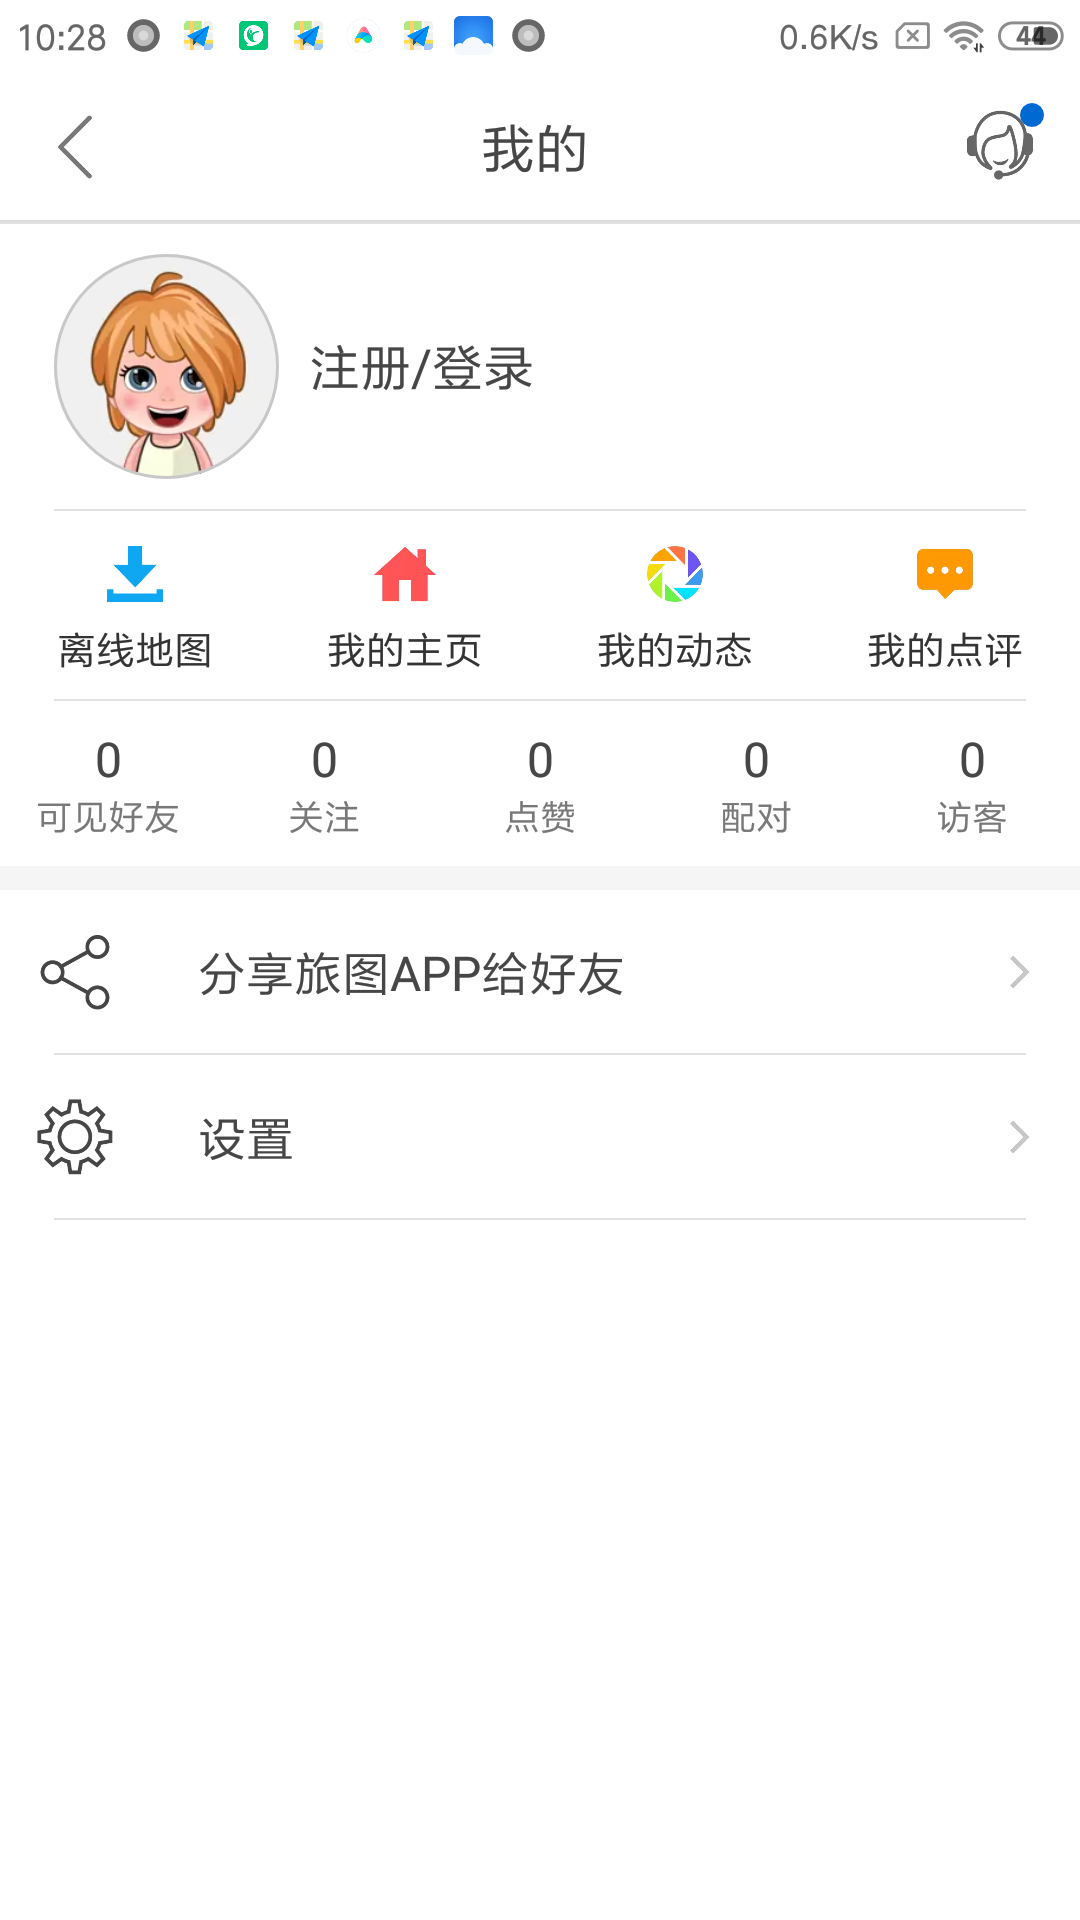 10:28 0.6K/s 44
我的
注册/登录
离线地图 我的主页 我的动态 我的点评
0 0 0 0 0
可见好友 关注 点赞 配对 访客
分享旅图APP给好友
设置